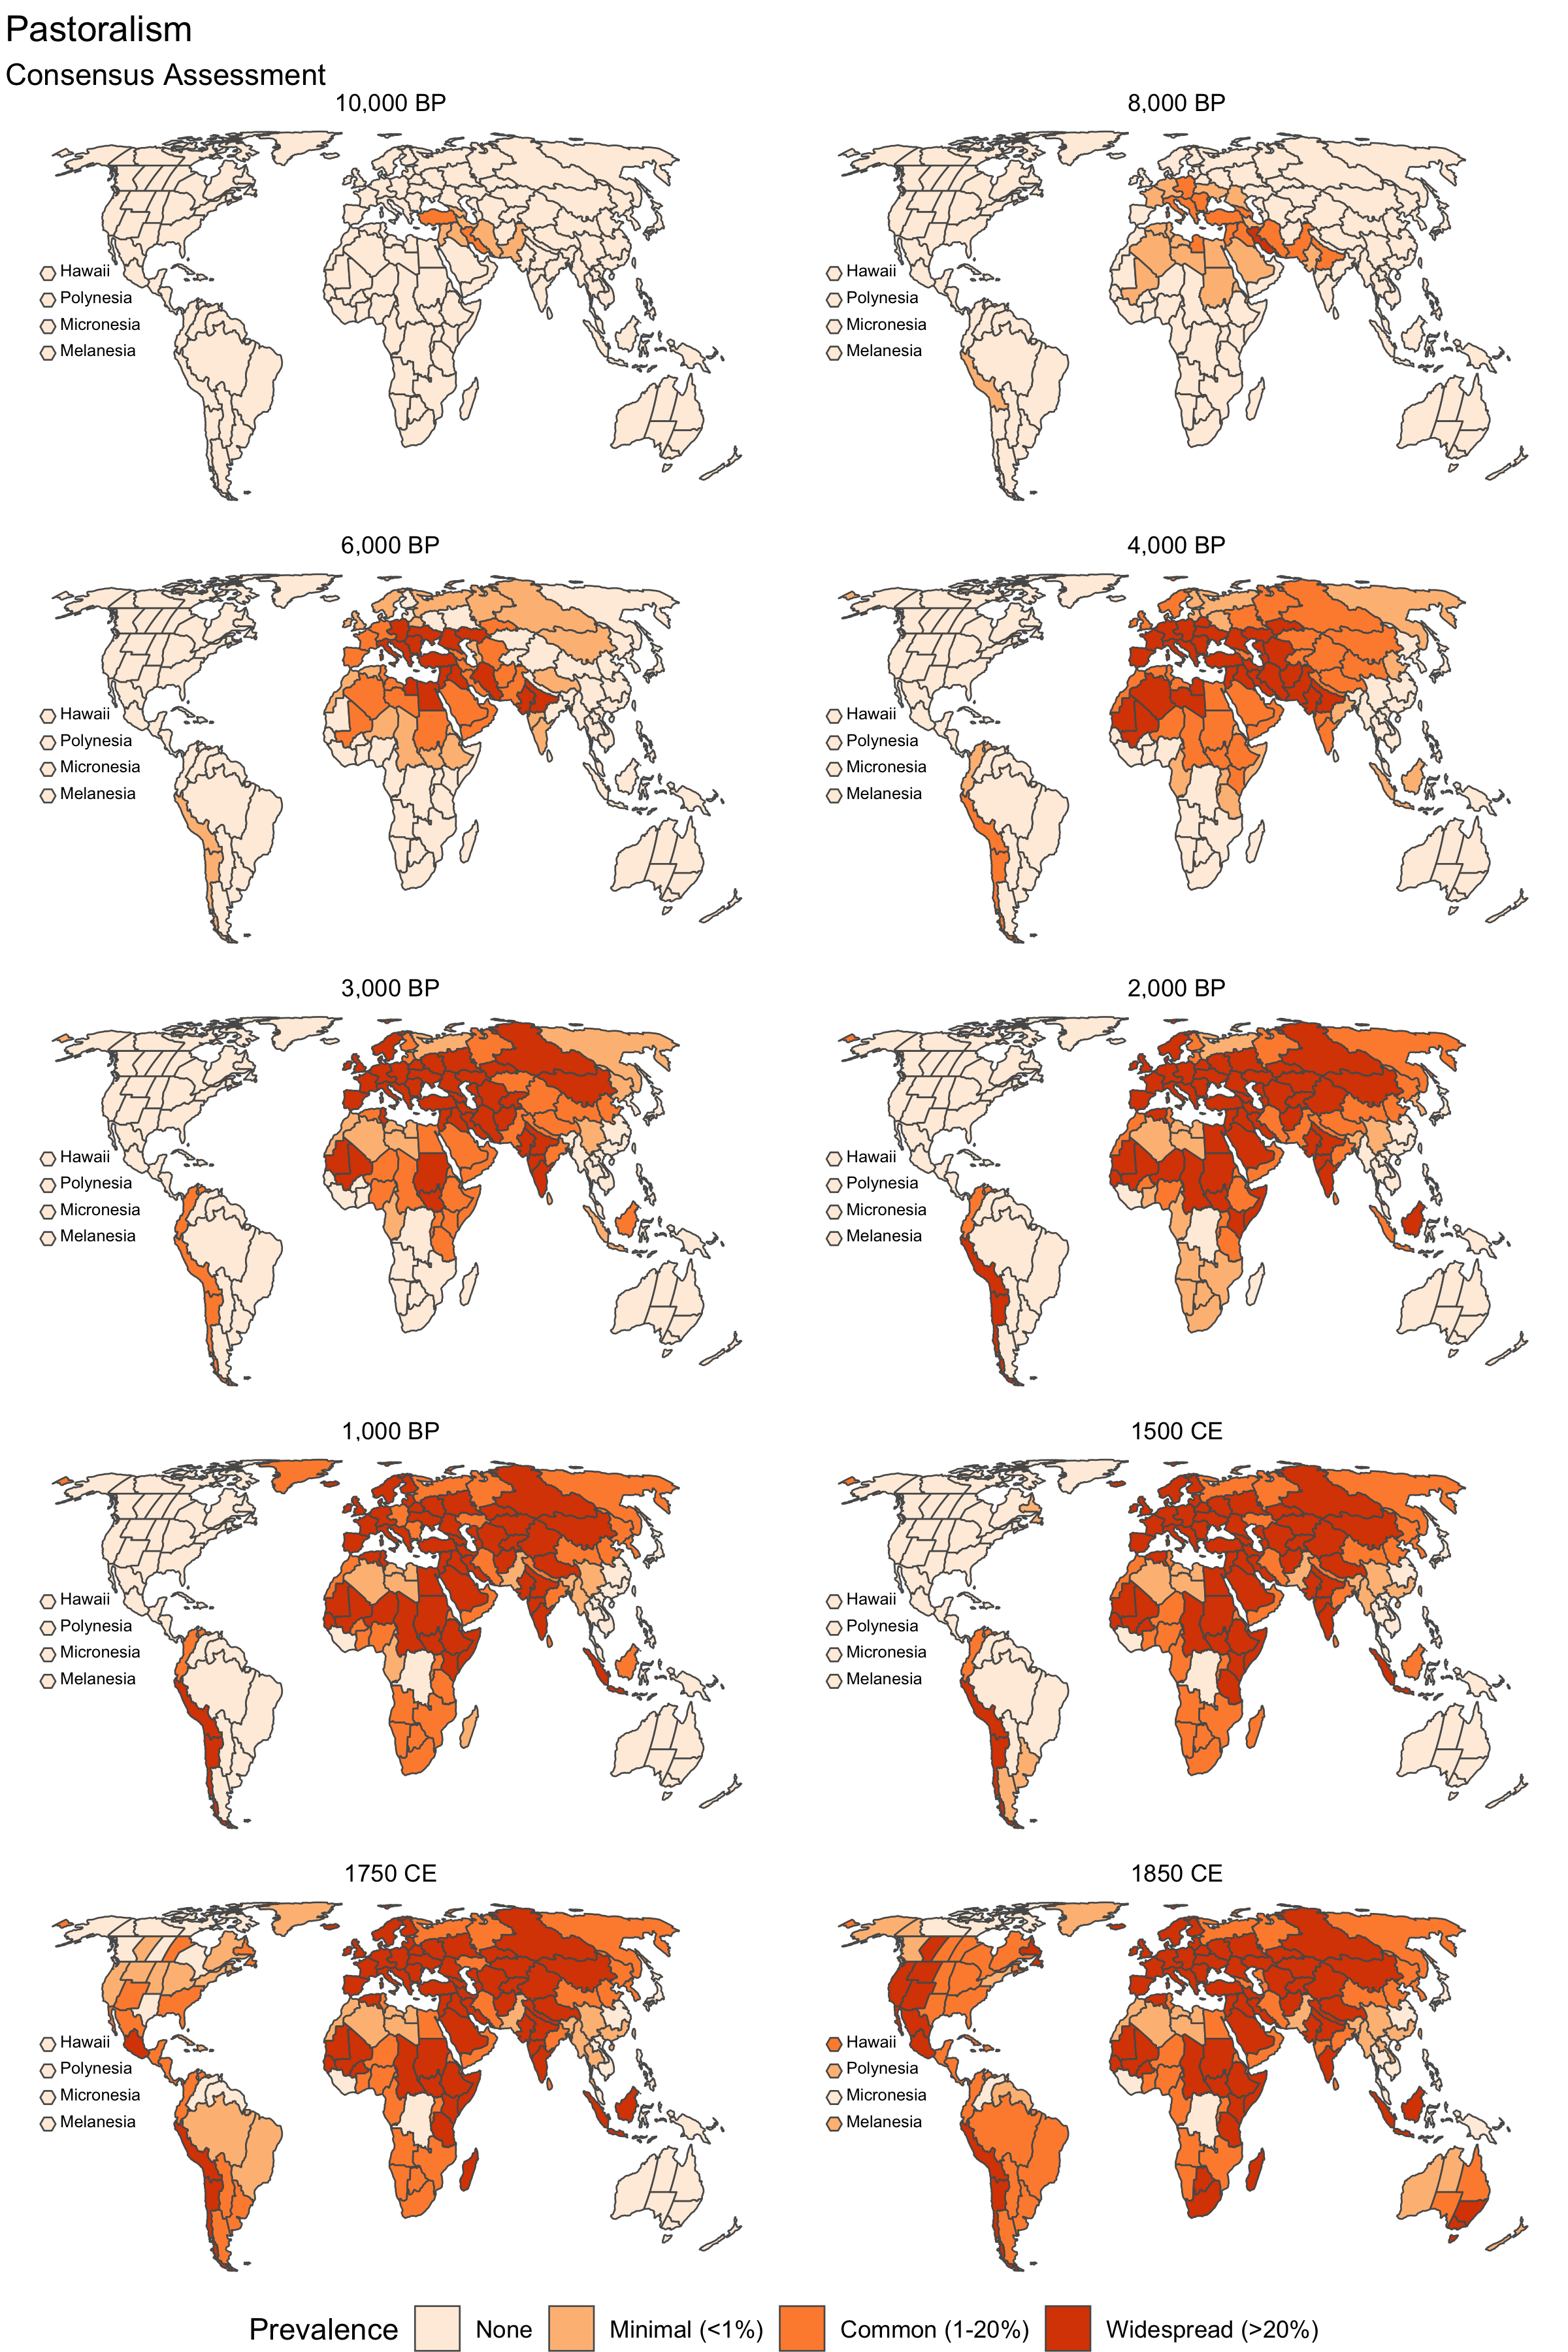 Pastoralism
Consensus Assessment
10,000 BP
8,000 BP
Hawaii
Polynesia
Micronesia
Melanesia
Hawaii
Polynesia
Micronesia
Melanesia
6,000 BP
4,000 BP
Hawaii
Polynesia
Micronesia
Melanesia
Hawaii
Polynesia
Micronesia
Melanesia
3,000 BP
2,000 BP
Hawaii
Polynesia
Micronesia
Melanesia
Hawaii
Polynesia
Micronesia
Melanesia
1,000 BP
1500 CE
Hawaii
Polynesia
Micronesia
Melanesia
Hawaii
Polynesia
Micronesia
Melanesia
1750 CE
1850 CE
Hawaii
Polynesia
Micronesia
Melanesia
Hawaii
Polynesia
Micronesia
Melanesia
Prevalence None Minimal (<1%) Common (1-20%) Widespread (>20%)